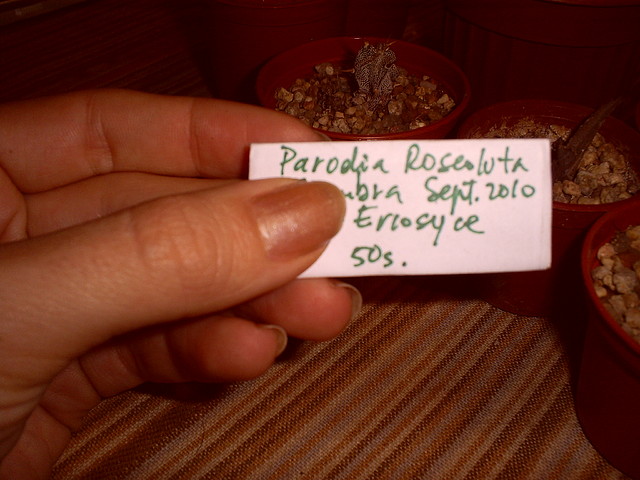 Parodia Roseoluta
Sept. 2010
Eriosyce
50s.